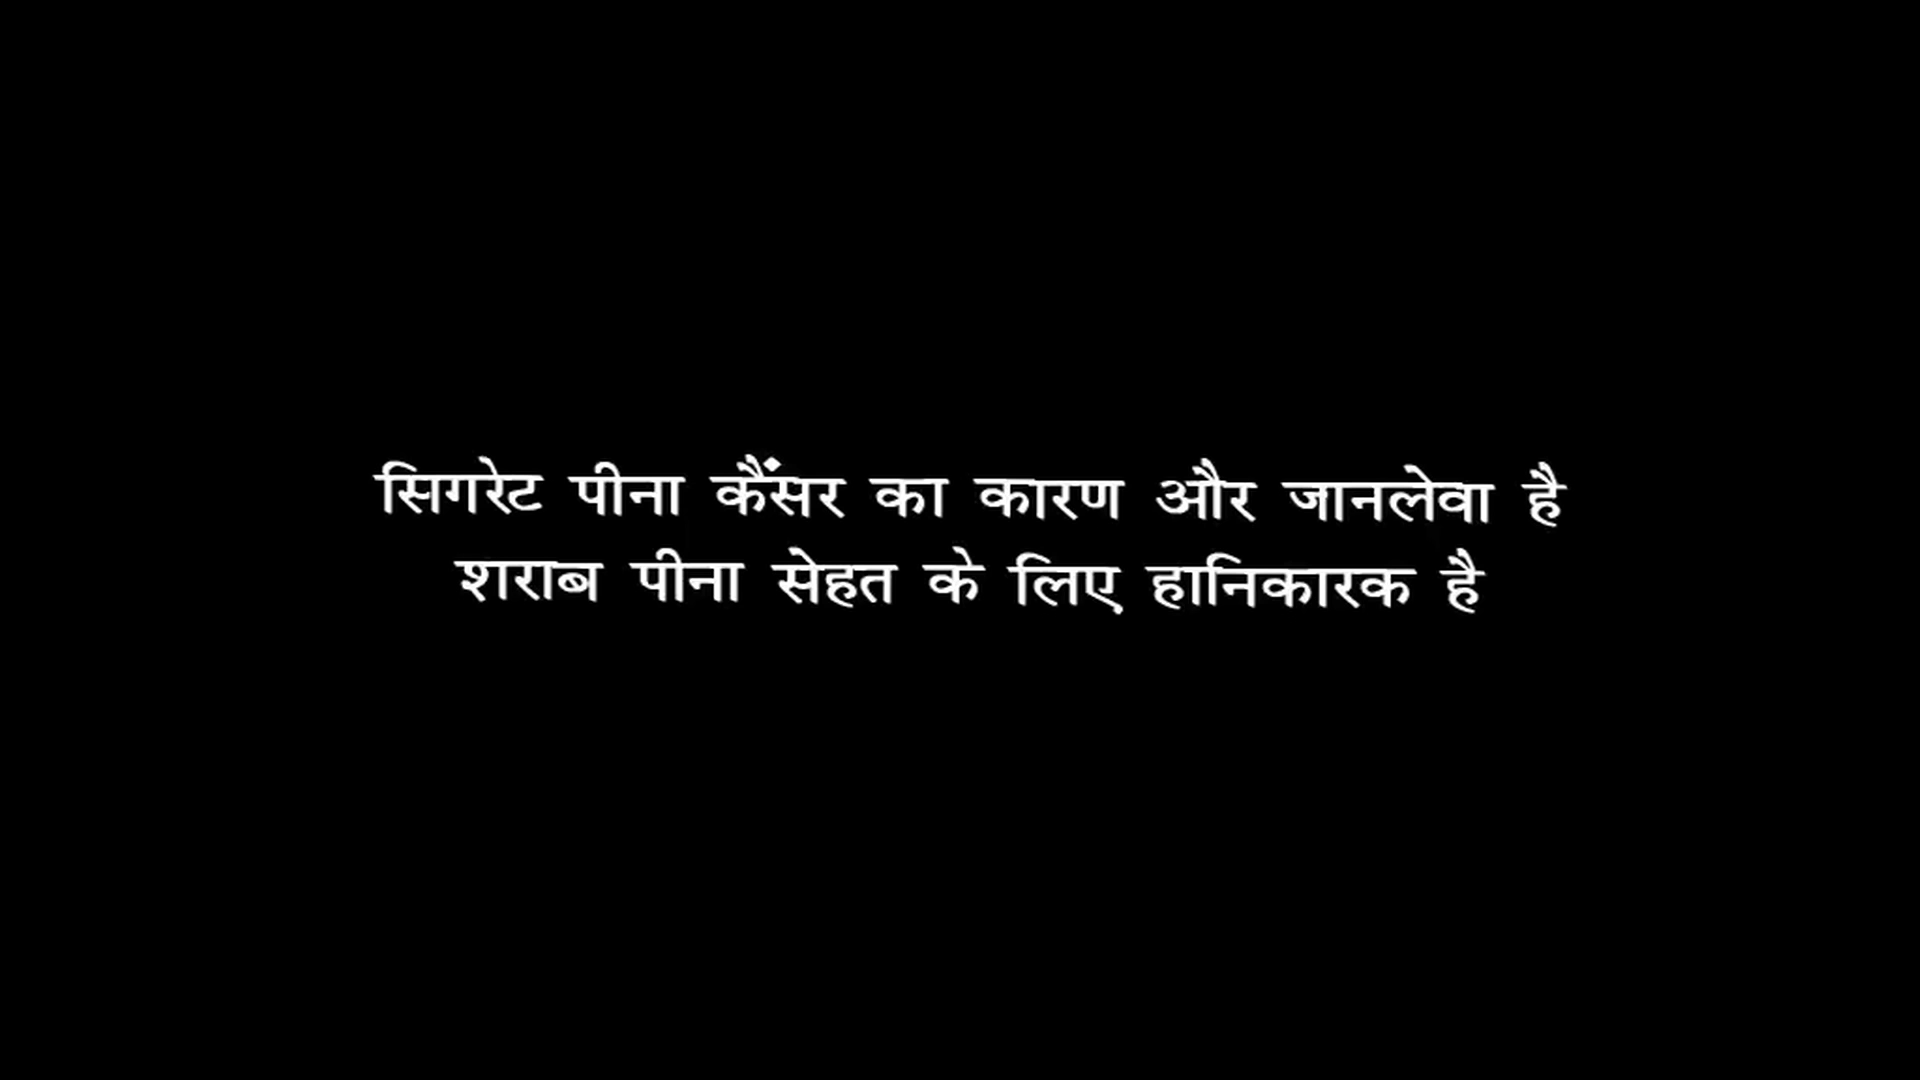 सिगरेट पीना कैंसर का कारण और जानलेवा है
शराब पीना सेहत के लिए हानिकारक है